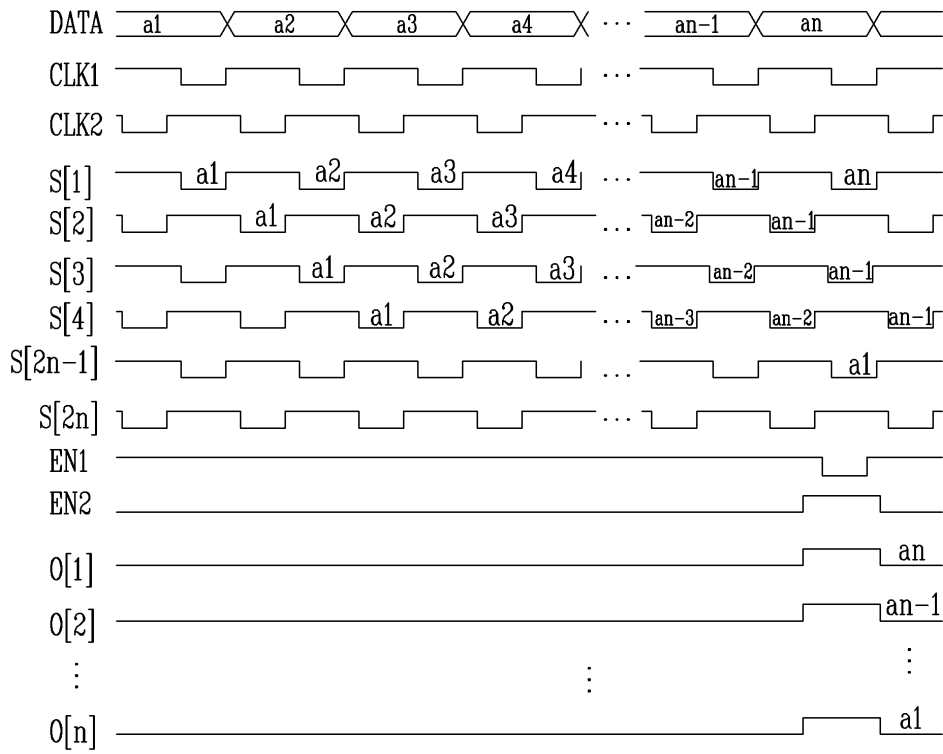 DATA a1 a2 a3 a4 ··· an-1 an
CLK1 ···
CLK2 ···
S[1] a1 a2 a3 a4 ··· an-1 an
S[2] a1 a2 a3 ··· an-2 an-1
S[3] a1 a2 a3 ··· an-2 an-1
S[4] a1 a2 ··· an-3 an-2 an-1
S[2n-1] ··· a1
S[2n] ···
EN1
EN2
O[1] an
O[2] an-1
O[n] a1